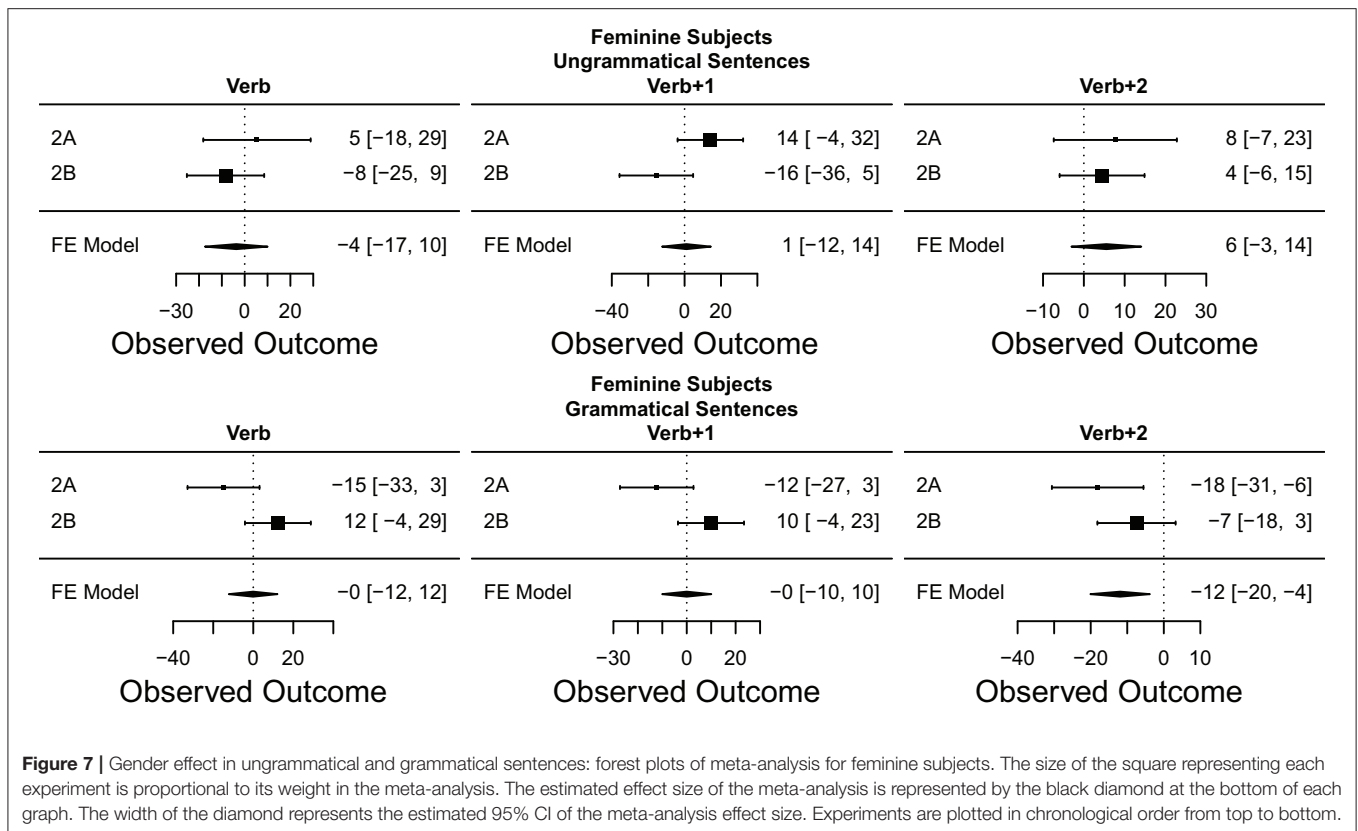 Feminine Subjects
Ungrammatical Sentences
Verb Verb+1 Verb+2
2A 5 [−18, 29] 2A 14 [ −4, 32] 2A 8 [−7, 23]
2B −8 [−25, 9] 2B −16 [−36, 5] 2B 4 [−6, 15]
FE Model −4 [−17, 10] FE Model 1 [−12, 14] FE Model 6 [−3, 14]
−30 0 20 −40 0 20 −10 0 10 20 30
Observed Outcome Observed Outcome Observed Outcome
Feminine Subjects
Grammatical Sentences
Verb Verb+1 Verb+2
2A −15 [−33, 3] 2A −12 [−27, 3] 2A −18 [−31, −6]
2B 12 [ −4, 29] 2B 10 [ −4, 23] 2B −7 [−18, 3]
FE Model −0 [−12, 12] FE Model −0 [−10, 10] FE Model −12 [−20, −4]
−40 0 20 −30 0 20 −40 −20 0 10
Observed Outcome Observed Outcome Observed Outcome
Figure 7 | Gender effect in ungrammatical and grammatical sentences: forest plots of meta-analysis for feminine subjects. The size of the square representing each
experiment is proportional to its weight in the meta-analysis. The estimated effect size of the meta-analysis is represented by the black diamond at the bottom of each
graph. The width of the diamond represents the estimated 95% CI of the meta-analysis effect size. Experiments are plotted in chronological order from top to bottom.